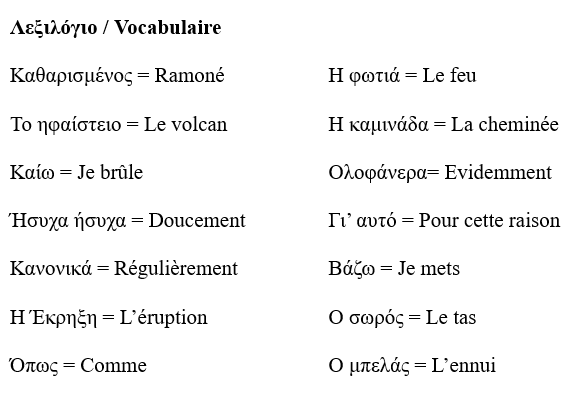 Λεξιλόγιο / Vocabulaire
Καθαρισμένος = Ramoné
Το ηφαίστειο = Le volcan
Καίω = Je brûle
Ήσυχα ήσυχα = Doucement
Κανονικά = Régulièrement
Η Έκρηξη = L’éruption
Όπως = Comme
Η φωτιά = Le feu
Η καμινάδα = La cheminée
Ολοφάνερα= Evidemment
Γι’ αυτό = Pour cette raison
Βάζω = Je mets
Ο σωρός = Le tas
Ο μπελάς = L’ennui